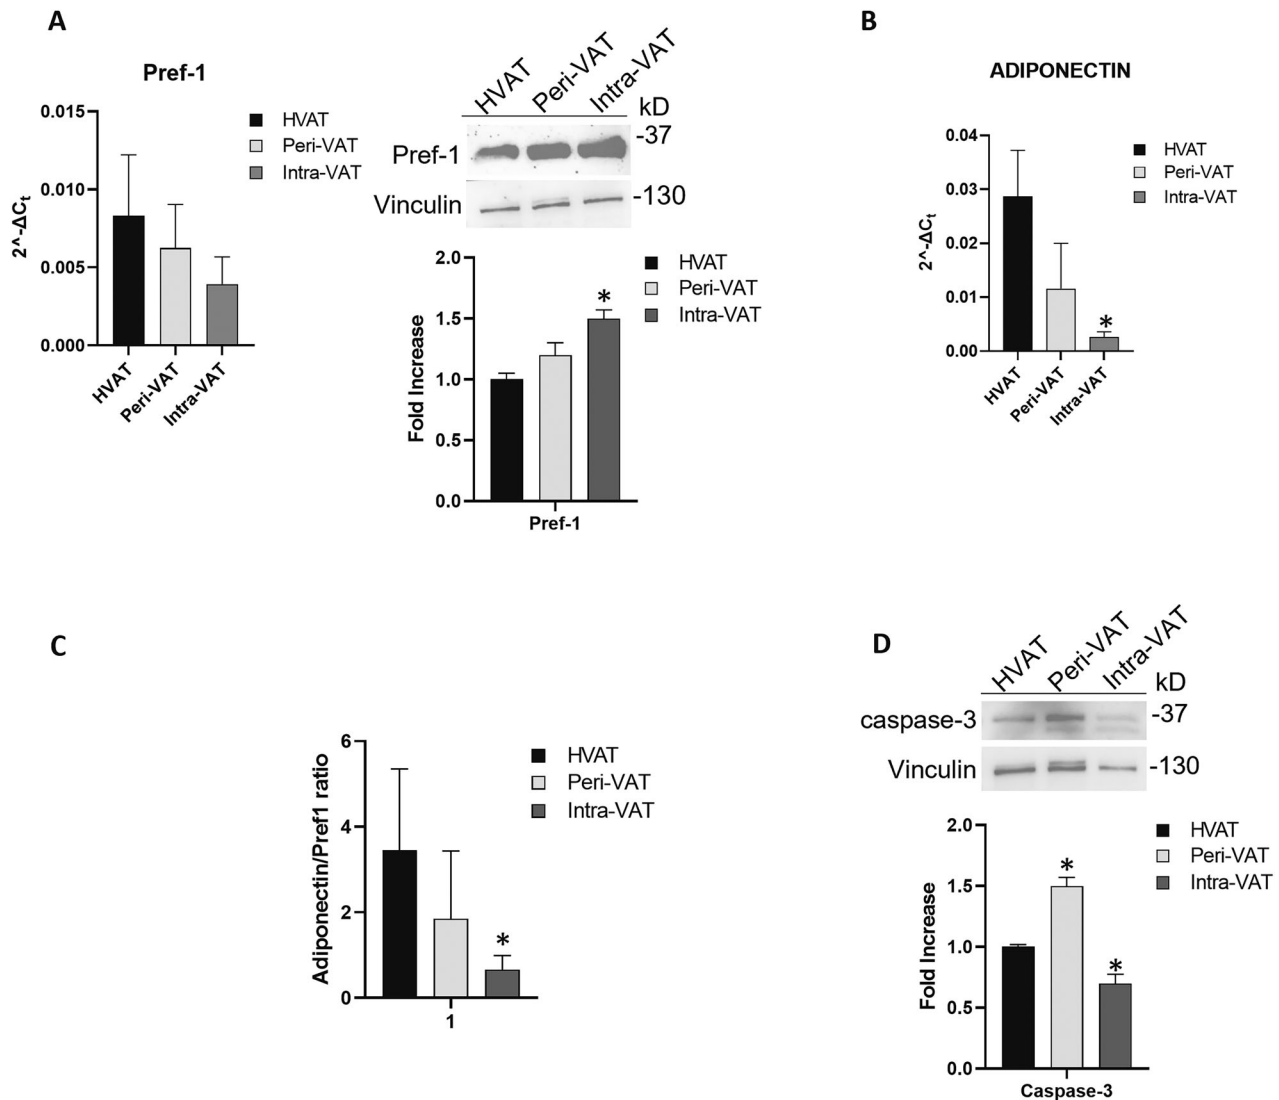 A
Pref-1
2^-ΔCt
0.015
0.010
0.005
0.000
HVAT
Peri-VAT
Intra-VAT
HVAT
Peri-VAT
Intra-VAT
HVAT
Peri-VAT
Intra-VAT
kD
Pref-1
-37
Vinculin
-130
Fold Increase
2.0
1.5
1.0
0.5
0.0
*
Pref-1
HVAT
Peri-VAT
Intra-VAT
B
ADIPONECTIN
2^-ΔCt
0.04
0.03
0.02
0.01
0.00
*
HVAT
Peri-VAT
Intra-VAT
HVAT
Peri-VAT
Intra-VAT
C
Adiponectin/Pref1 ratio
6
4
2
0
*
1
HVAT
Peri-VAT
Intra-VAT
D
HVAT
Peri-VAT
Intra-VAT
kD
caspase-3
-37
Vinculin
-130
Fold Increase
2.0
1.5
1.0
0.5
0.0
*
*
Caspase-3
HVAT
Peri-VAT
Intra-VAT